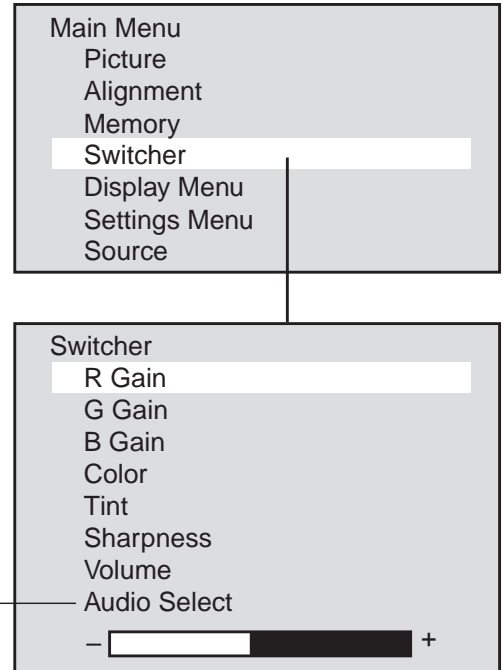 Main Menu
Picture
Alignment
Memory
Switcher
Display Menu
Settings Menu
Source
Switcher
R Gain
G Gain
B Gain
Color
Tint
Sharpness
Volume
Audio Select
– +